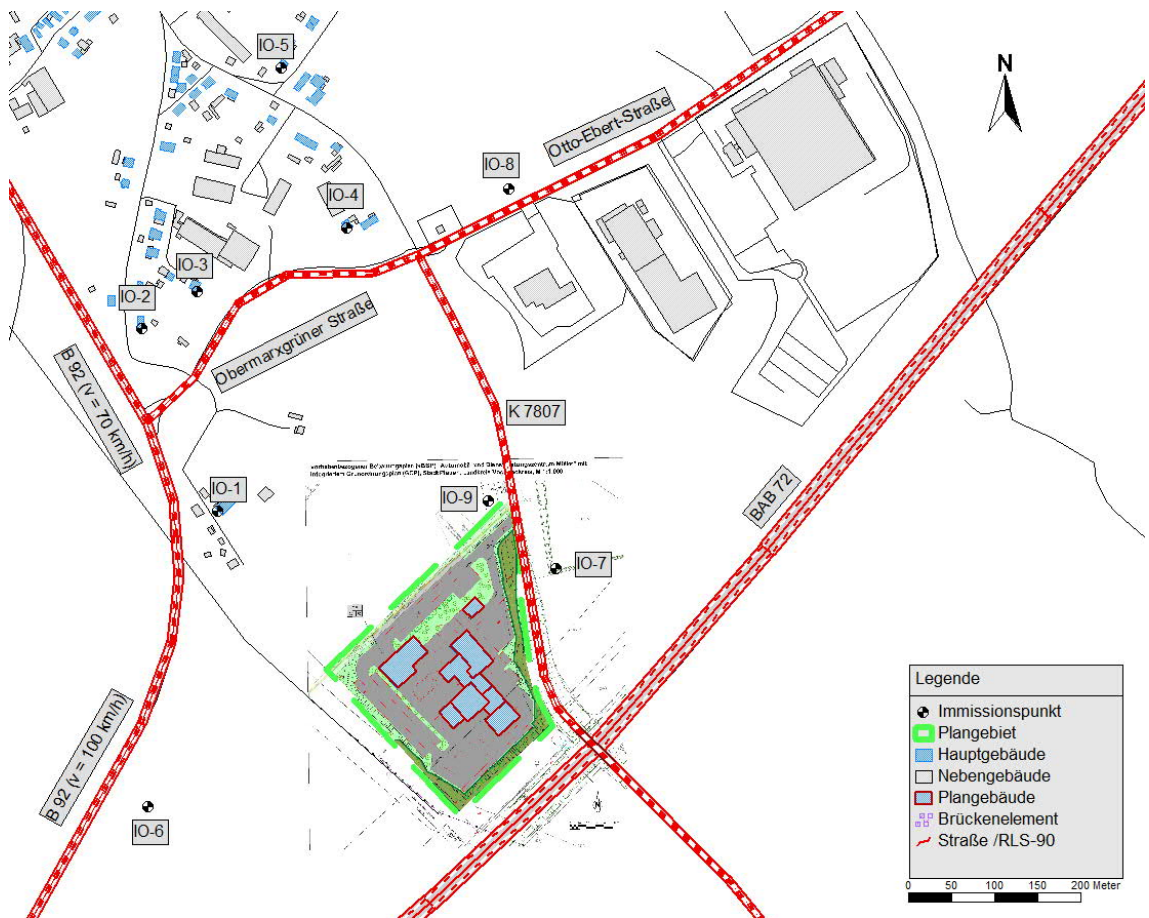 IO-5
N
Otto-Ebert-Straße
IO-8
IO-4
IO-3
IO-2
Obermarxgrüner Straße
B 92 (v = 70 km/h)
K 7807
BAB 72
IO-1
IO-9
IO-7
B 92 (v = 100 km/h)
IO-6
Legende
Immissionspunkt
Plangebiet
Hauptgebäude
Nebengebäude
Plangebäude
Brückenelement
Straße /RLS-90
0 50 100 150 200 Meter